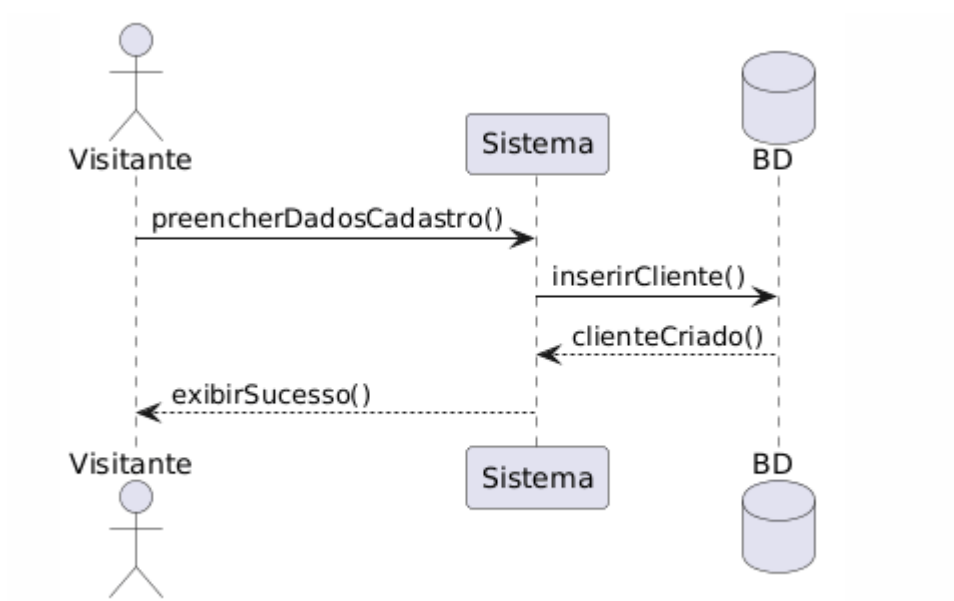 Visitante
Sistema
BD
preencherDadosCadastro()
inserirCliente()
clienteCriado()
exibirSucesso()
Visitante
Sistema
BD